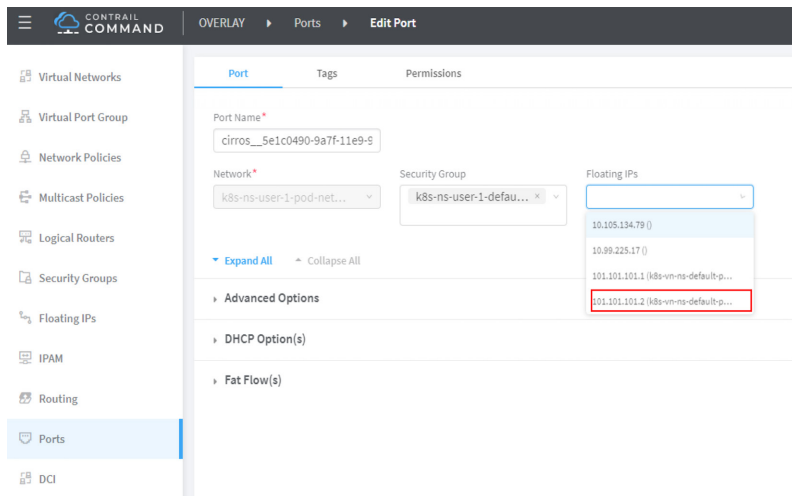 CONTRAIL
COMMAND
OVERLAY
Ports
Edit Port
Virtual Networks
Virtual Port Group
Network Policies
Multicast Policies
Logical Routers
Security Groups
Floating IPs
IPAM
Routing
Ports
DCI
Port
Tags
Permissions
Port Name*
cirros__5e1c0490-9a7f-11e9-9
Network*
k8s-ns-user-1-pod-net...
Security Group
k8s-ns-user-1-defau... ×
Floating IPs
10.105.134.79 ()
10.99.225.17 ()
101.101.101.1 (k8s-vn-ns-default-p...
101.101.101.2 (k8s-vn-ns-default-p...
Expand All
Collapse All
Advanced Options
DHCP Option(s)
Fat Flow(s)